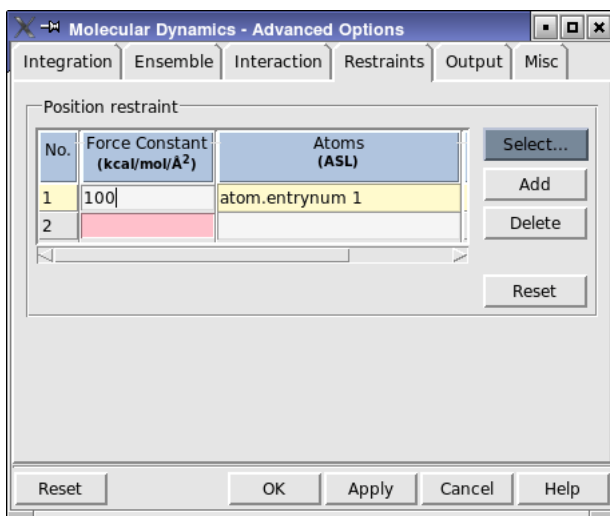 Molecular Dynamics - Advanced Options
Integration Ensemble Interaction Restraints Output Misc
Position restraint
No. Force Constant (kcal/mol/Å²) Atoms (ASL)
1 100 atom.entrynum 1
2
Select...
Add
Delete
Reset
Reset OK Apply Cancel Help